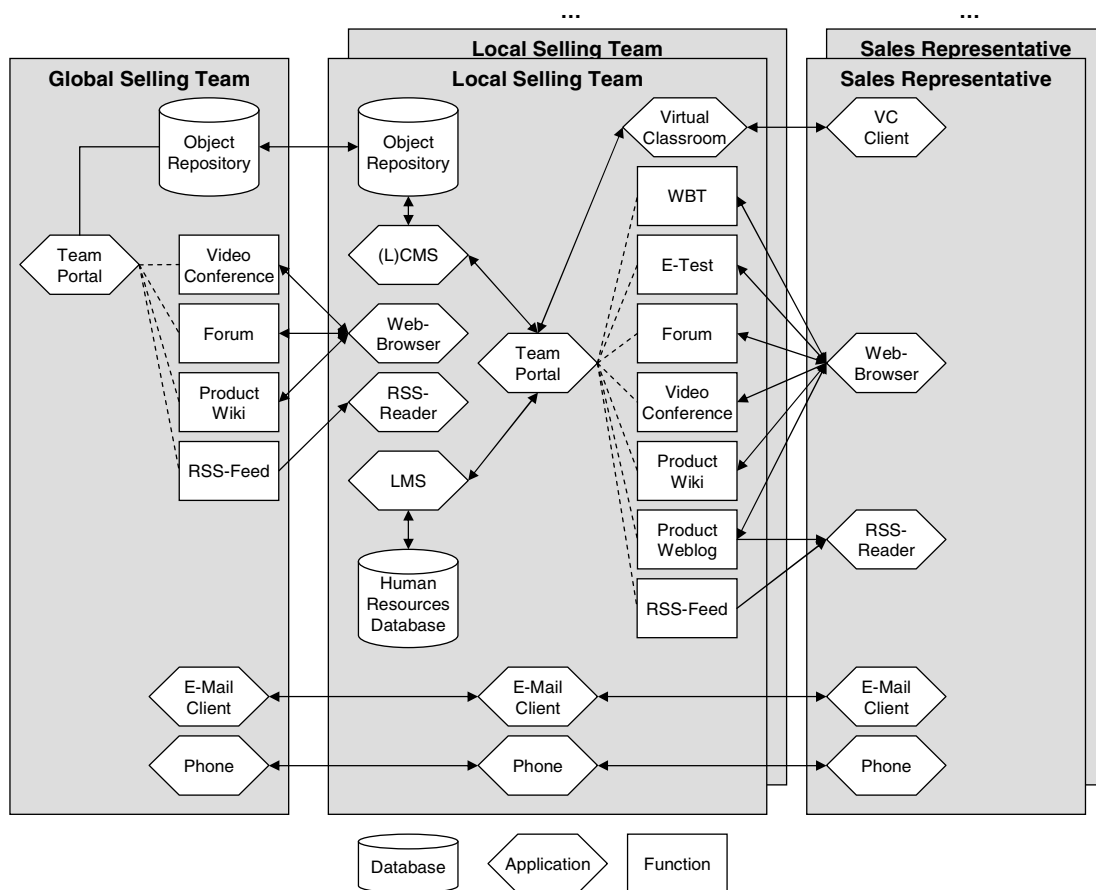 ...
...
Local Selling Team
Sales Representative
Global Selling Team
Local Selling Team
Sales Representative
Object
Repository
Object
Repository
Virtual
Classroom
VC
Client
WBT
Team
Portal
Video
Conference
(L)CMS
E-Test
Forum
Web-
Browser
Forum
Team
Portal
Web-
Browser
Product
Wiki
RSS-
Reader
Video
Conference
RSS-Feed
LMS
Product
Wiki
Product
Weblog
RSS-
Reader
Human
Resources
Database
RSS-Feed
E-Mail
Client
E-Mail
Client
E-Mail
Client
Phone
Phone
Phone
Database
Application
Function